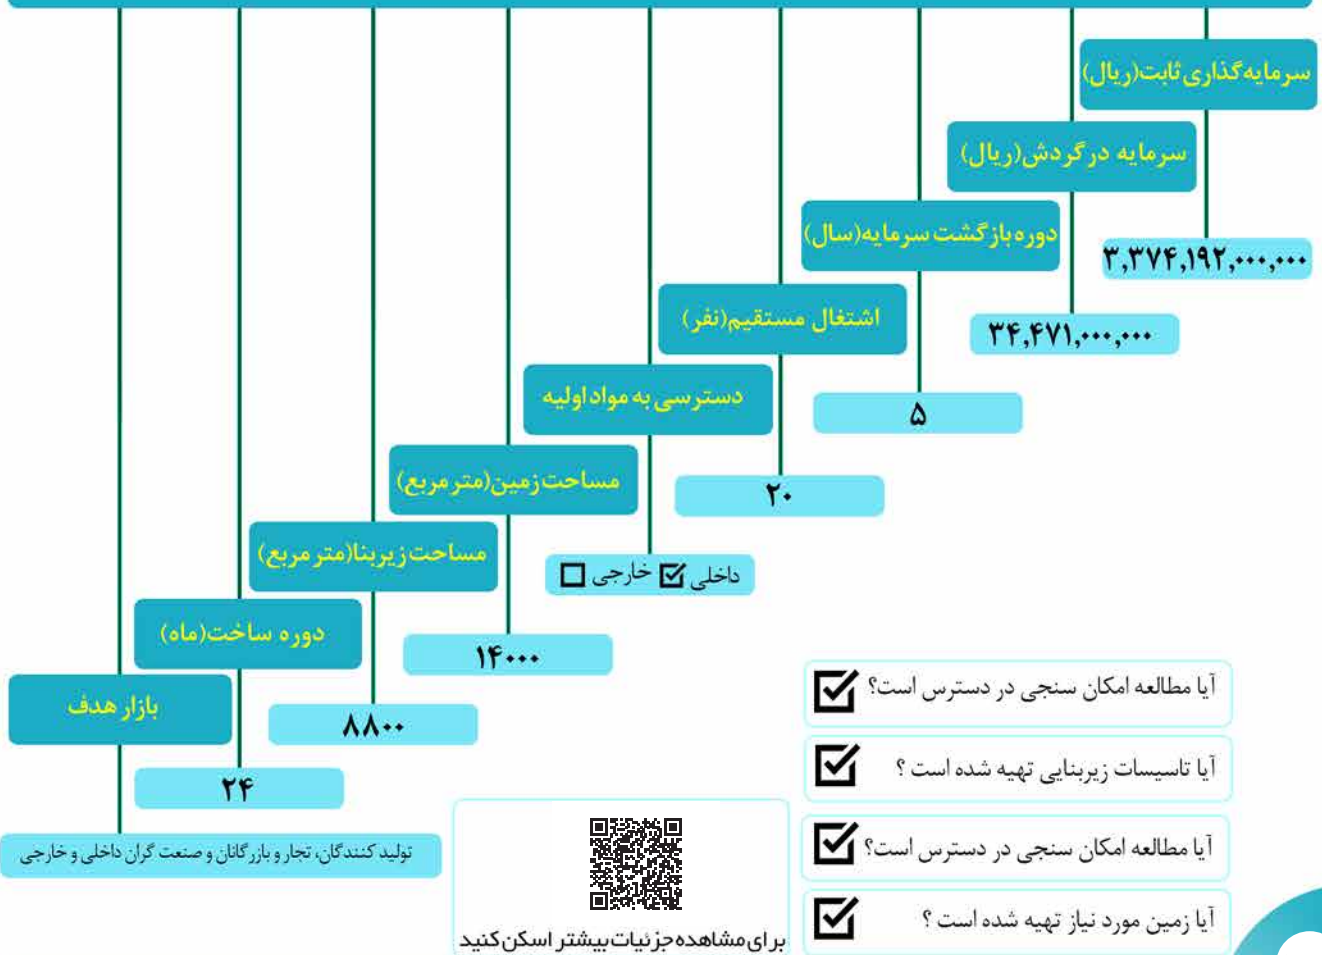 سرمایه‌گذاری ثابت(ریال)
۳,۳۷۴,۱۹۲,۰۰۰,۰۰۰
سرمایه در گردش(ریال)
۳۴,۴۷۱,۰۰۰,۰۰۰
دوره بازگشت سرمایه(سال)
۵
اشتغال مستقیم(نفر)
۲۰
دسترسی به مواد اولیه
داخلی ☑ خارجی ☐
مساحت زمین(متر مربع)
۱۴۰۰۰
مساحت زیربنا(متر مربع)
۸۸۰۰
دوره ساخت(ماه)
۲۴
بازار هدف
تولید کنندگان، تجار و بازرگانان و صنعت گران داخلی و خارجی
آیا مطالعه امکان سنجی در دسترس است؟ ☑
آیا تاسیسات زیربنایی تهیه شده است ؟ ☑
آیا مطالعه امکان سنجی در دسترس است؟ ☑
آیا زمین مورد نیاز تهیه شده است ؟ ☑
برای مشاهده جزئیات بیشتر اسکن کنید